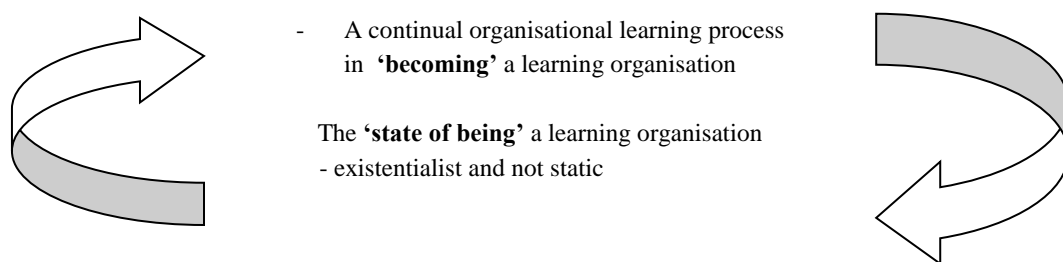 - A continual organisational learning process
in ‘becoming’ a learning organisation
The ‘state of being’ a learning organisation
- existentialist and not static